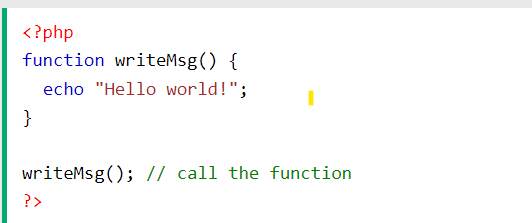 <?php
function writeMsg() {
  echo "Hello world!";
}

writeMsg(); // call the function
?>